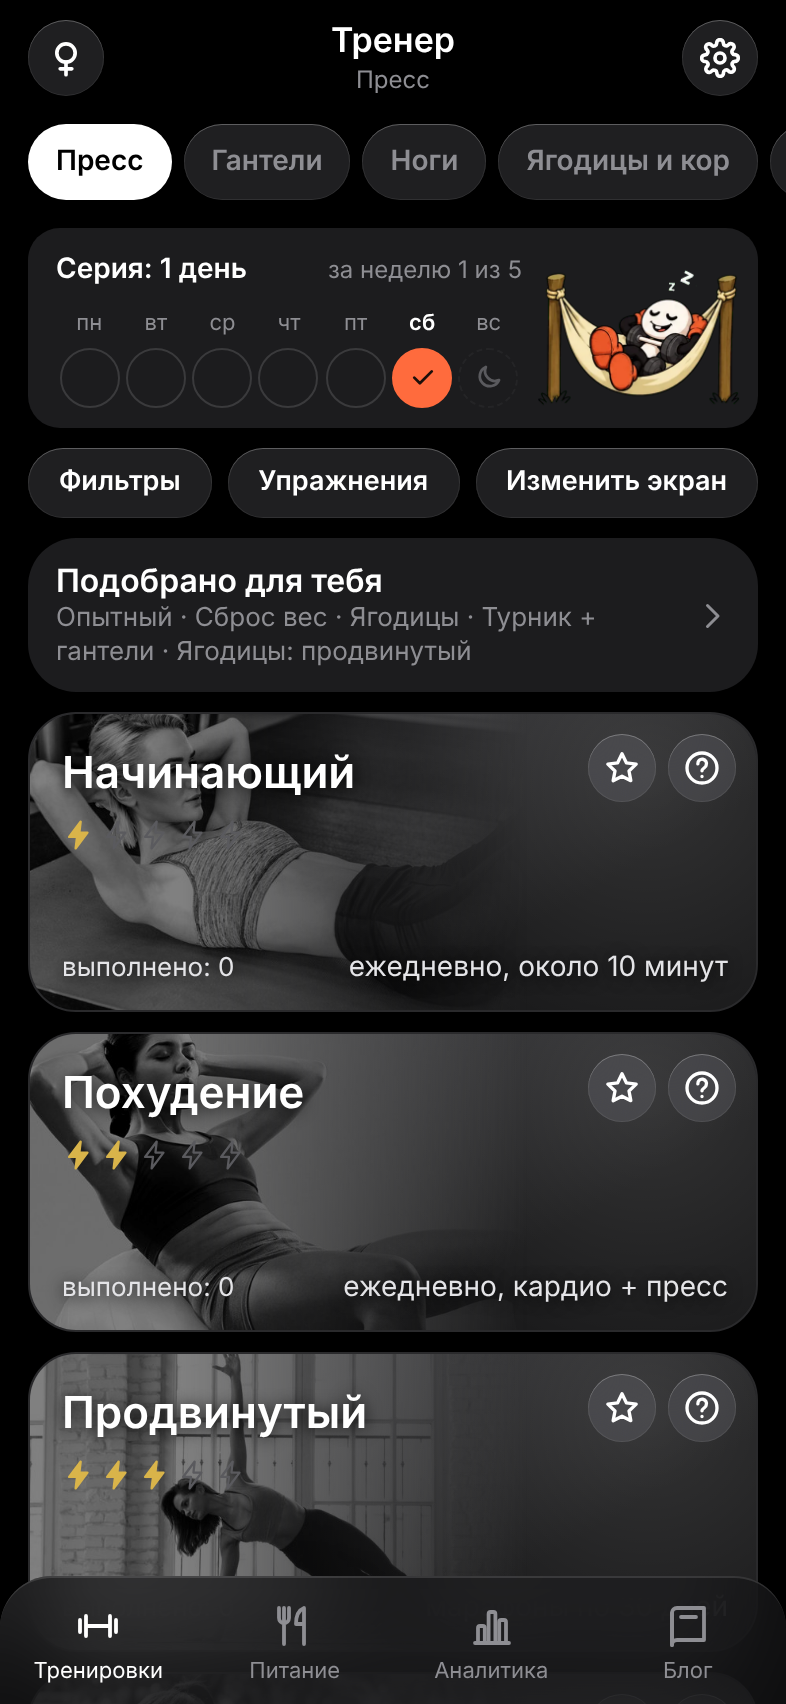 Тренер
Пресс
Пресс
Гантели
Ноги
Ягодицы и кор
Серия: 1 день
за неделю 1 из 5
пн вт ср чт пт сб вс
z z
Фильтры
Упражнения
Изменить экран
Подобрано для тебя
Опытный · Сброс вес · Ягодицы · Турник +
гантели · Ягодицы: продвинутый
Начинающий
выполнено: 0
ежедневно, около 10 минут
Похудение
выполнено: 0
ежедневно, кардио + пресс
Продвинутый
Тренировки
Питание
Аналитика
Блог